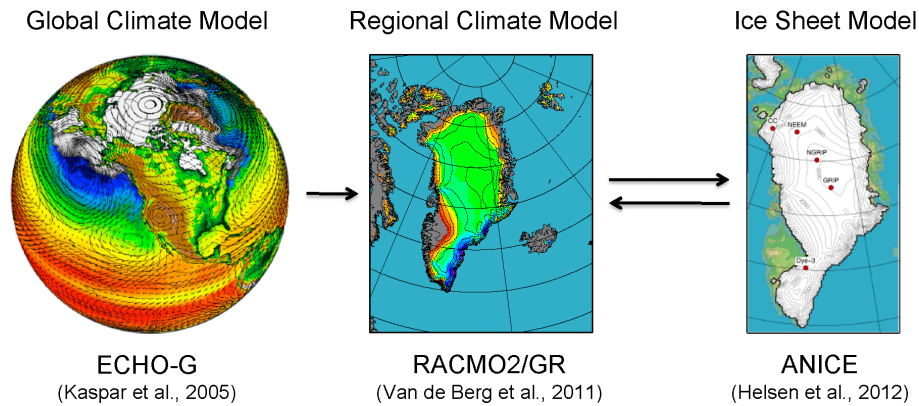 Global Climate Model
Regional Climate Model
Ice Sheet Model
CC
NEEM
NGRIP
GRIP
Dye-3
ECHO-G
RACMO2/GR
ANICE
(Kaspar et al., 2005)
(Van de Berg et al., 2011)
(Helsen et al., 2012)